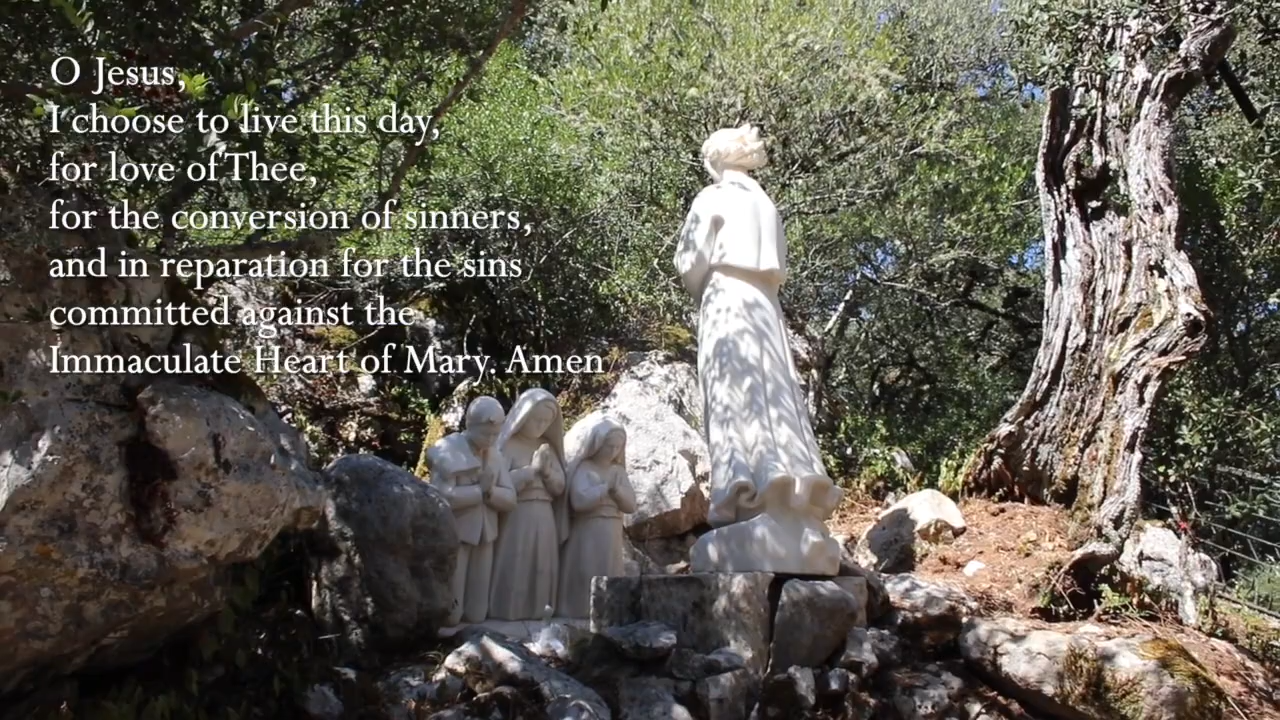 O Jesus,
I choose to live this day,
for love of Thee,
for the conversion of sinners,
and in reparation for the sins
committed against the
Immaculate Heart of Mary. Amen